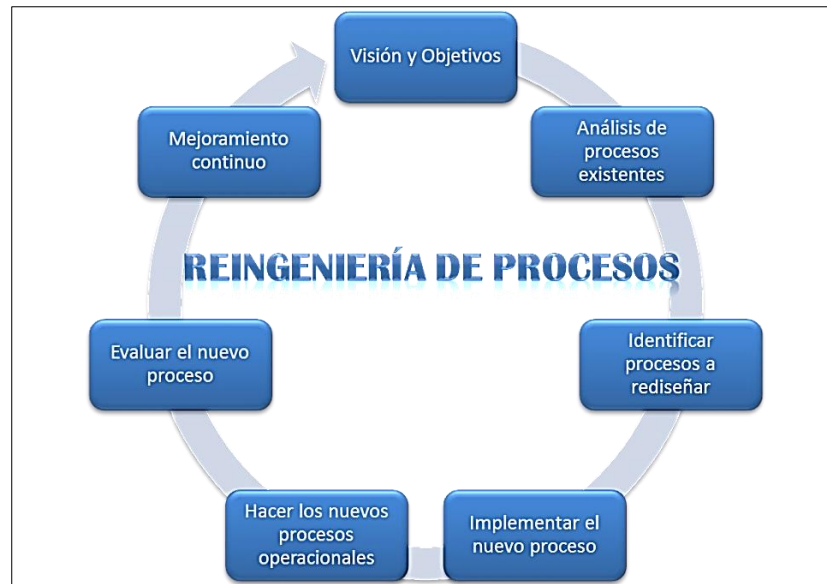 Visión y Objetivos
Análisis de
procesos
existentes
Identificar
procesos a
rediseñar
Implementar el
nuevo proceso
Hacer los nuevos
procesos
operacionales
Evaluar el nuevo
proceso
Mejoramiento
continuo
REINGENIERÍA DE PROCESOS